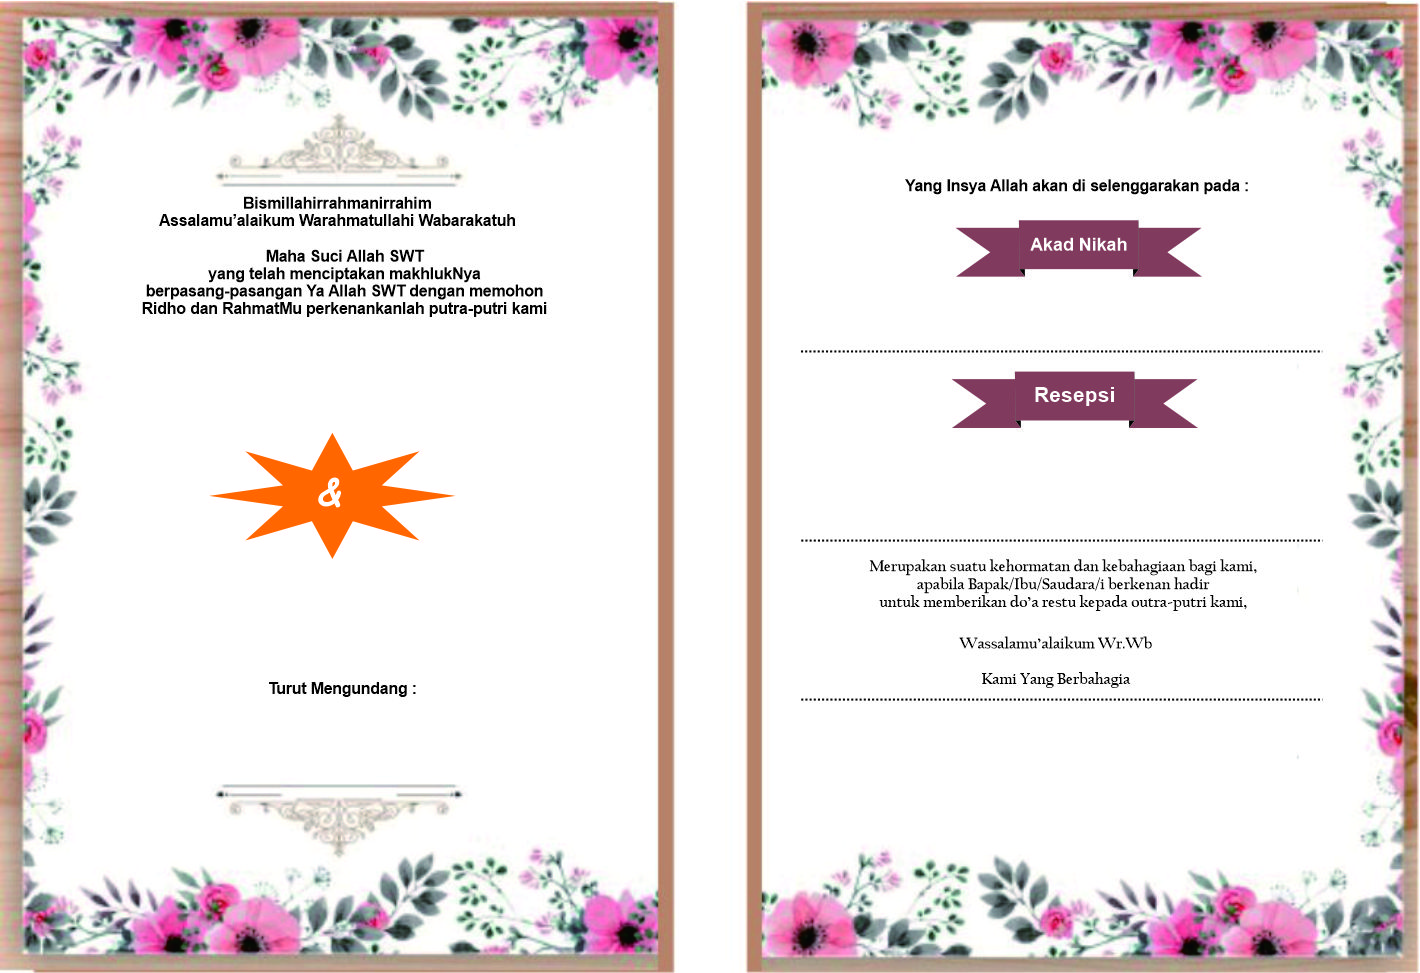 Bismillahirrahmanirrahim
Assalamu’alaikum Warahmatullahi Wabarakatuh
Maha Suci Allah SWT
yang telah menciptakan makhlukNya
berpasang-pasangan Ya Allah SWT dengan memohon
Ridho dan RahmatMu perkenankanlah putra-putri kami
&
Turut Mengundang :
Yang Insya Allah akan di selenggarakan pada :
Akad Nikah
Resepsi
Merupakan suatu kehormatan dan kebahagiaan bagi kami,
apabila Bapak/Ibu/Saudara/i berkenan hadir
untuk memberikan do’a restu kepada outra-putri kami,
Wassalamu’alaikum Wr.Wb
Kami Yang Berbahagia